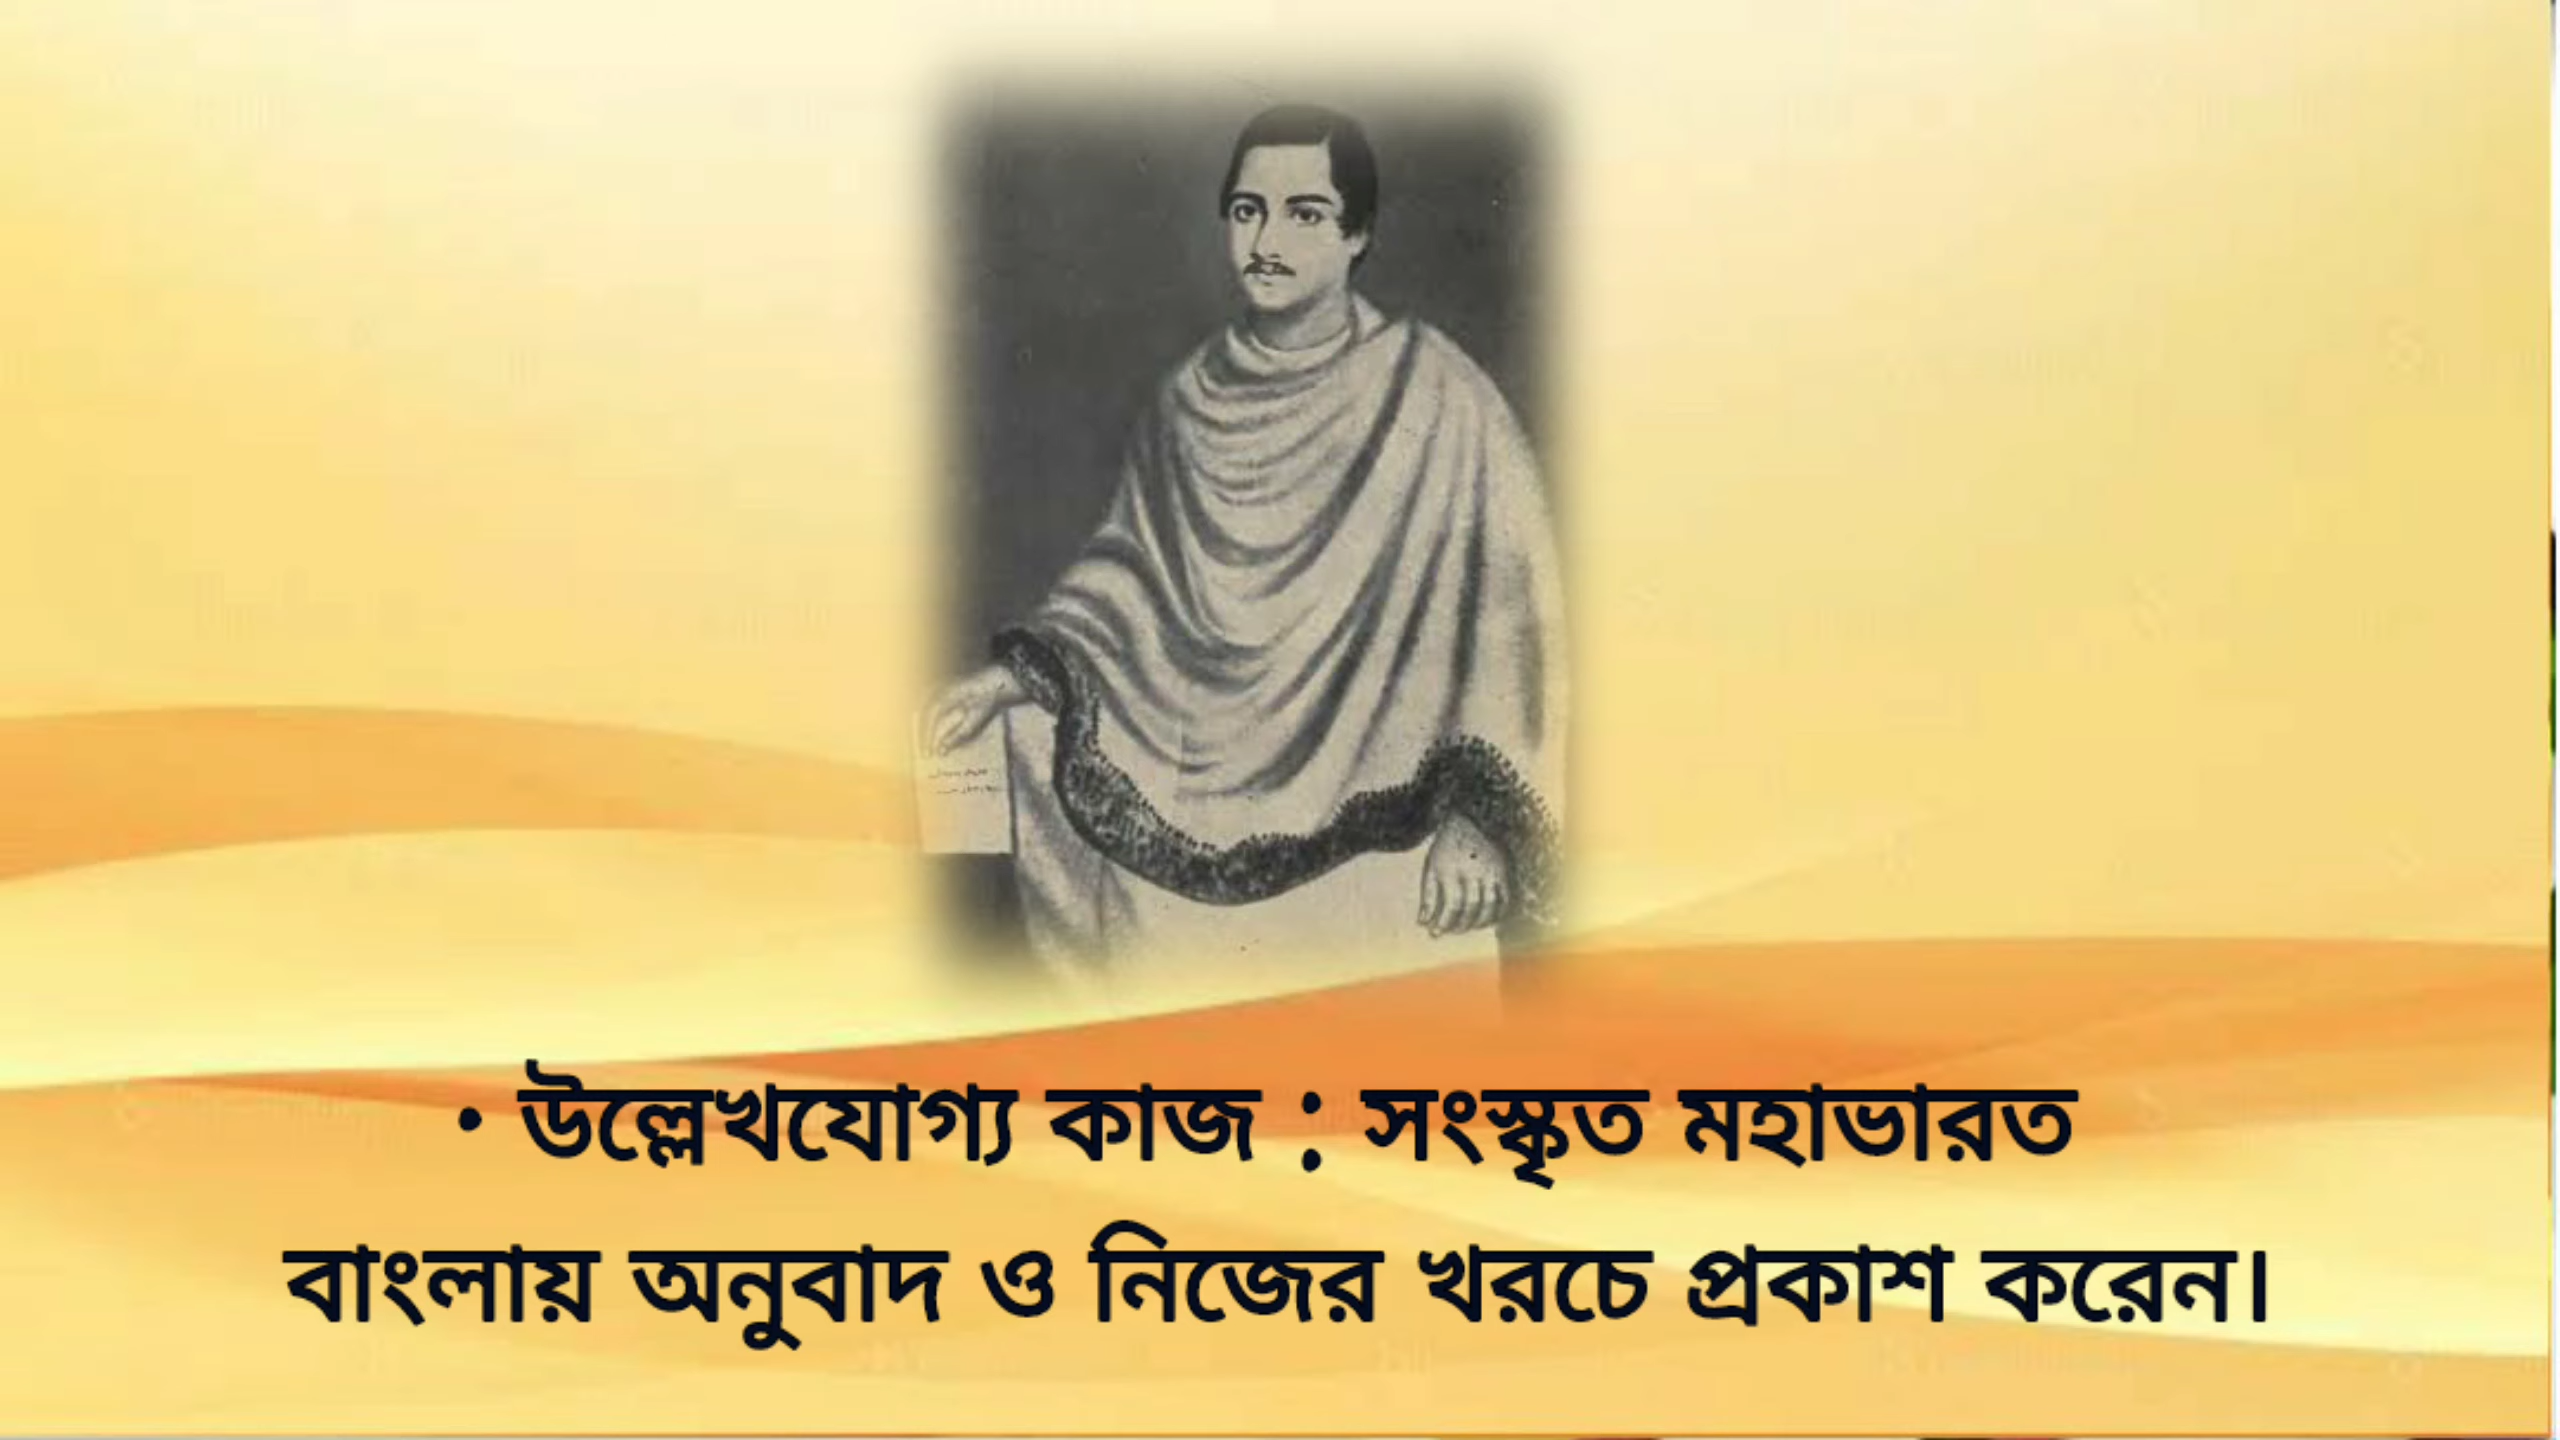 • উল্লেখযোগ্য কাজ : সংস্কৃত মহাভারত
বাংলায় অনুবাদ ও নিজের খরচে প্রকাশ করেন।